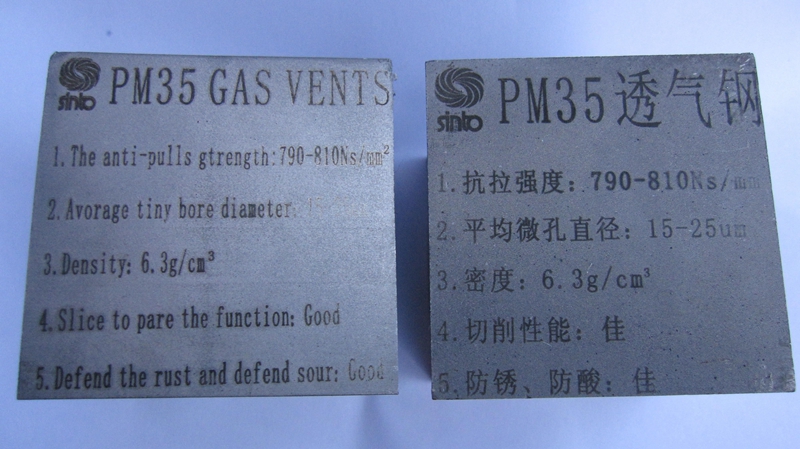 sinto PM35 GAS VENTS
1. The anti-pulls gtrength: 790-810Ns/mm²
2. Avorage tiny bore diameter:
3. Density: 6.3g/cm³
4. Slice to pare the function: Good
5. Defend the rust and defend sour: Good
sinto PM35透气钢
1. 抗拉强度: 790-810Ns/mm
2. 平均微孔直径: 15-25um
3. 密度: 6.3g/cm³
4. 切削性能: 佳
5. 防锈、防酸: 佳